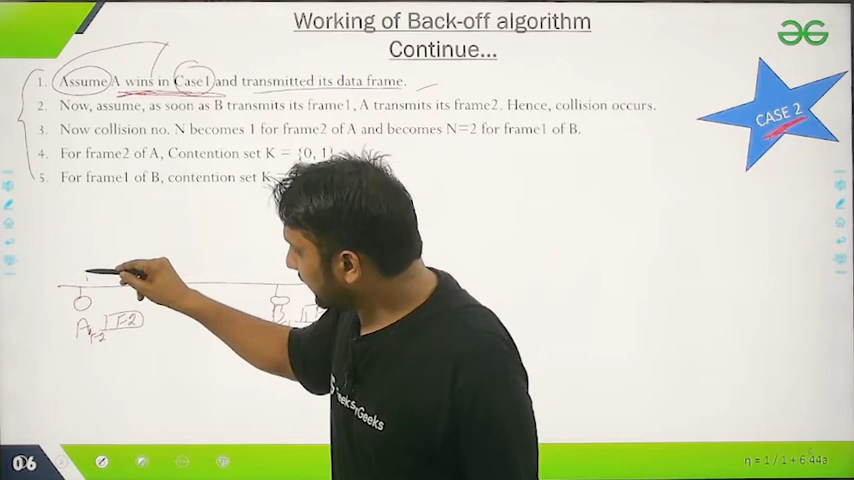 Working of Back-off algorithm
Continue...
1. Assume A wins in Case1 and transmitted its data frame.
2. Now, assume, as soon as B transmits its frame1, A transmits its frame2. Hence, collision occurs.
3. Now collision no. N becomes 1 for frame2 of A and becomes N=2 for frame1 of B.
4. For frame2 of A, Contention set K = {0, 1}
5. For frame1 of B, contention set K
CASE 2
A F2
F2
GeeksforGeeks
06
η = 1 / 1 + 6.44a